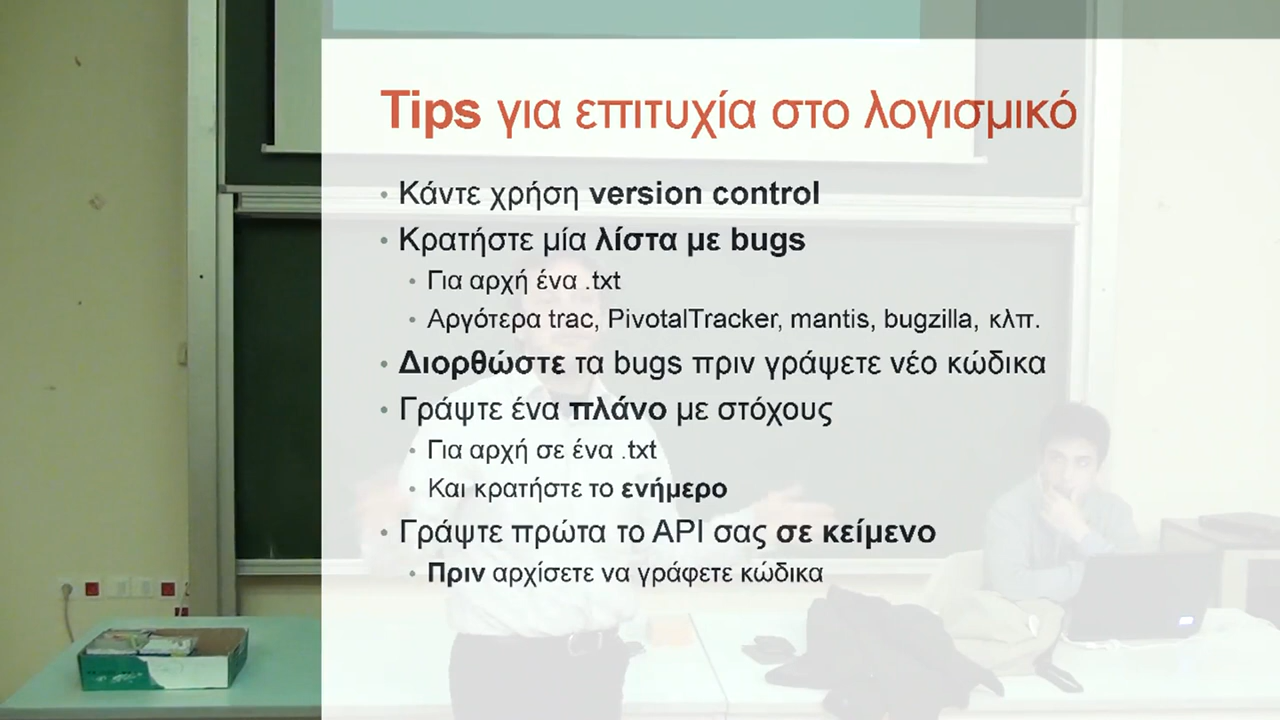 Tips για επιτυχία στο λογισμικό
• Κάντε χρήση version control
• Κρατήστε μία λίστα με bugs
• Για αρχή ένα .txt
• Αργότερα trac, PivotalTracker, mantis, bugzilla, κλπ.
• Διορθώστε τα bugs πριν γράψετε νέο κώδικα
• Γράψτε ένα πλάνο με στόχους
• Για αρχή σε ένα .txt
• Και κρατήστε το ενήμερο
• Γράψτε πρώτα το API σας σε κείμενο
• Πριν αρχίσετε να γράφετε κώδικα